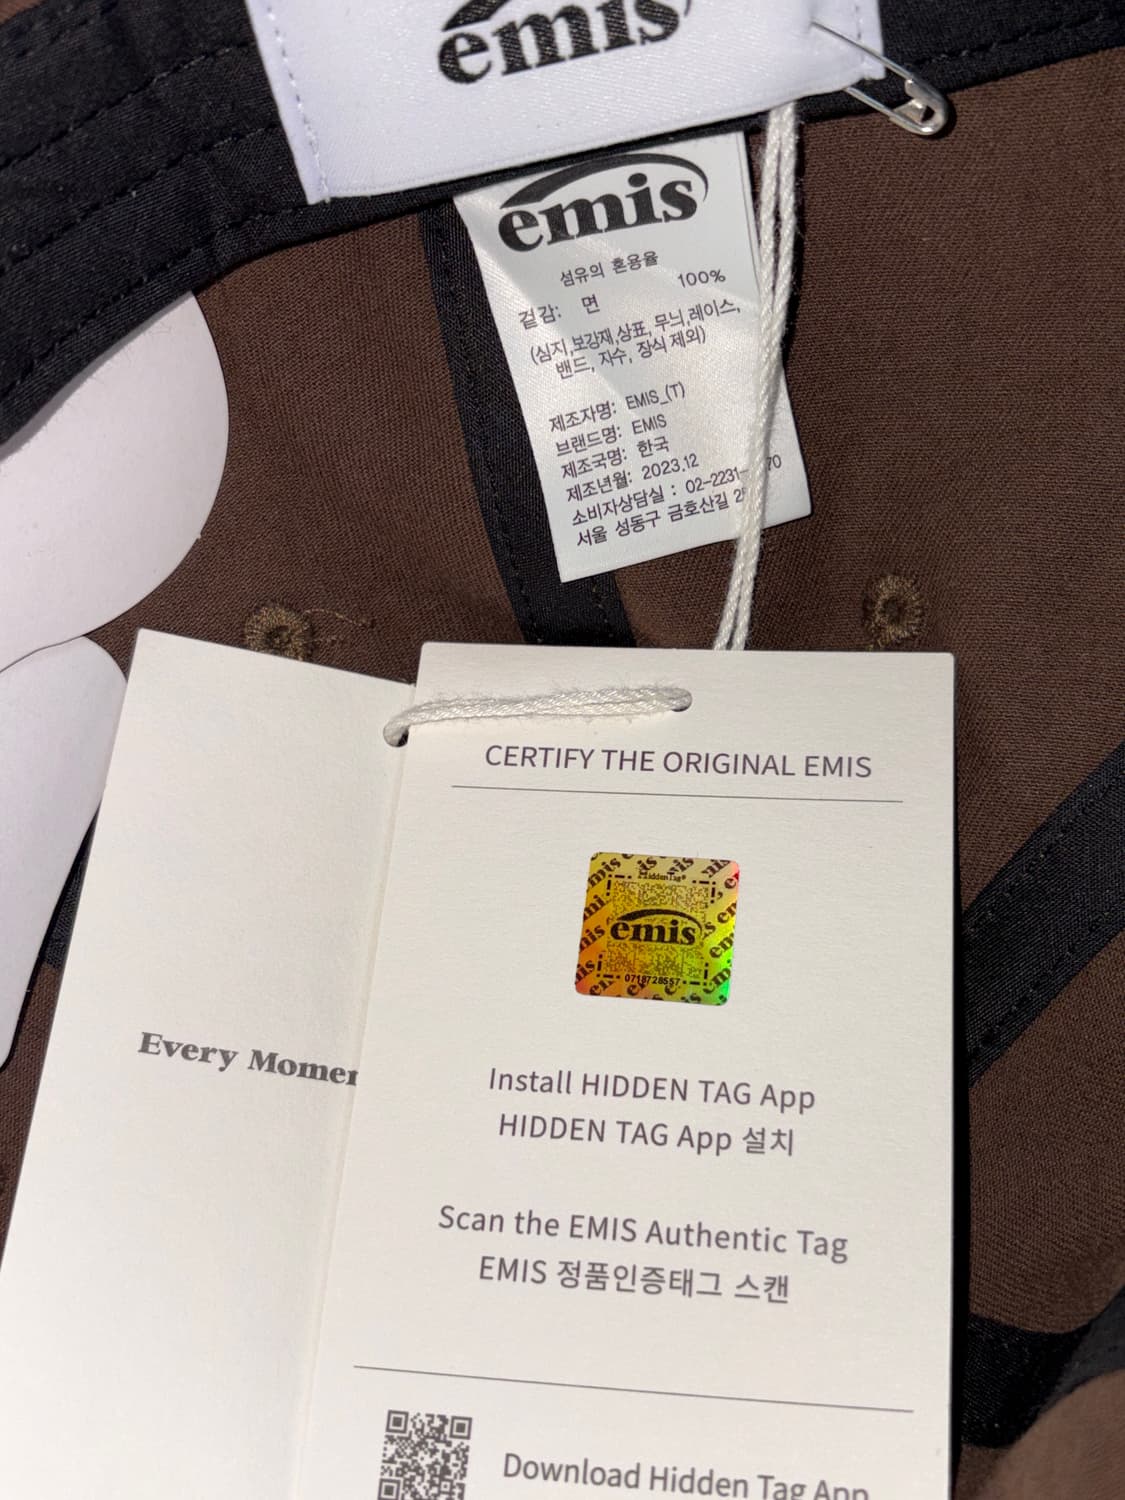 emis
emis
섬유의 혼용율
겉감: 면 100%
(심지,보강재,상표, 무늬,레이스,
밴드, 자수, 장식 제외)
제조자명: EMIS_(T)
브랜드명: EMIS
제조국명: 한국
제조년월: 2023.12
소비자상담실 : 02-2231- 70
서울 성동구 금호산길
CERTIFY THE ORIGINAL EMIS
HiddenTag
emis
0718728557
Every Momen
Install HIDDEN TAG App
HIDDEN TAG App 설치
Scan the EMIS Authentic Tag
EMIS 정품인증태그 스캔
Download Hidden Tag App